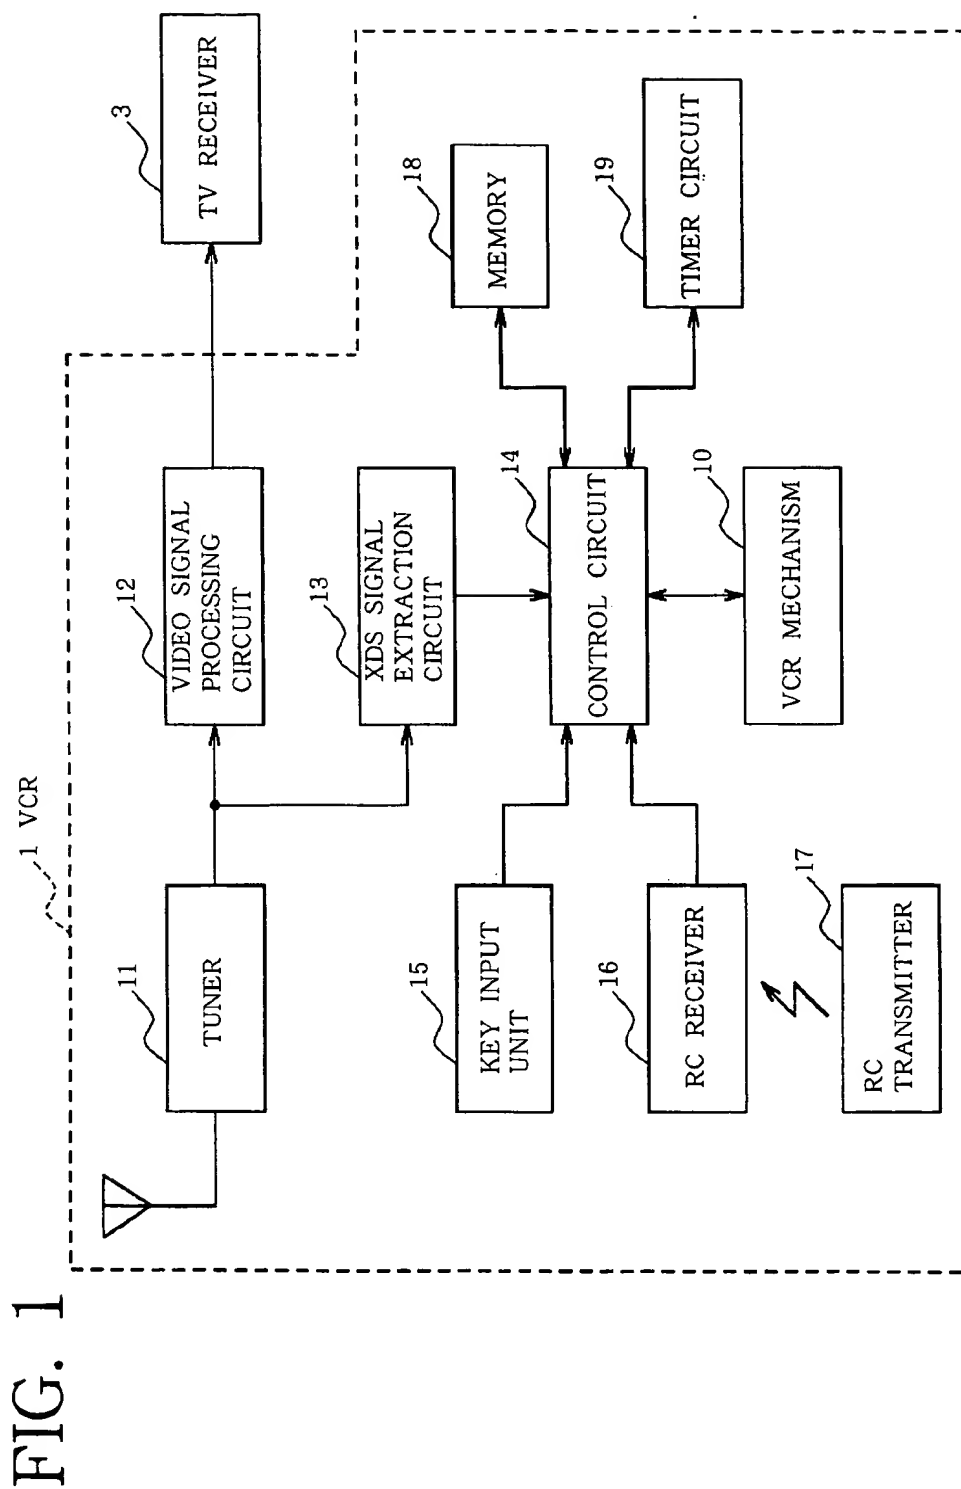 FIG. 1
1 VCR
3
TV RECEIVER
11
TUNER
12
VIDEO SIGNAL
PROCESSING
CIRCUIT
13
XDS SIGNAL
EXTRACTION
CIRCUIT
18
MEMORY
15
KEY INPUT
UNIT
14
CONTROL CIRCUIT
19
TIMER CIRCUIT
16
RC RECEIVER
10
VCR MECHANISM
17
RC
TRANSMITTER